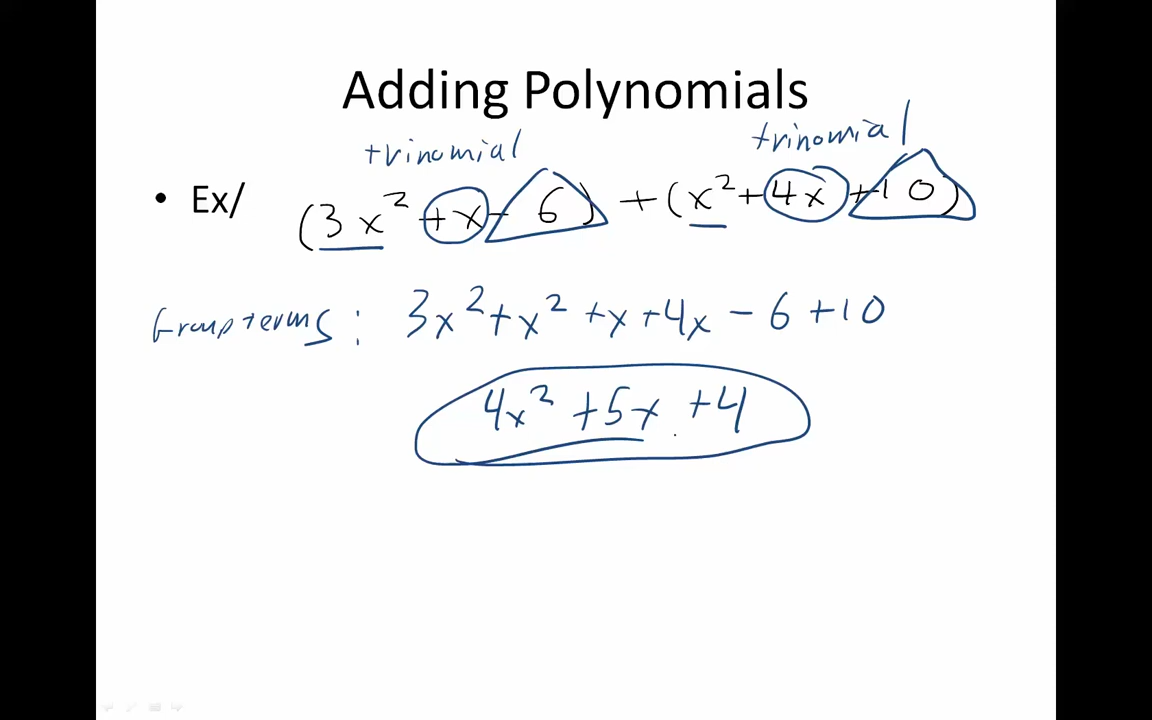 Adding Polynomials
trinomial trinomial
• Ex/ (3x² + x - 6) + (x² + 4x + 10)
Group terms: 3x² + x² + x + 4x - 6 + 10
4x² + 5x + 4